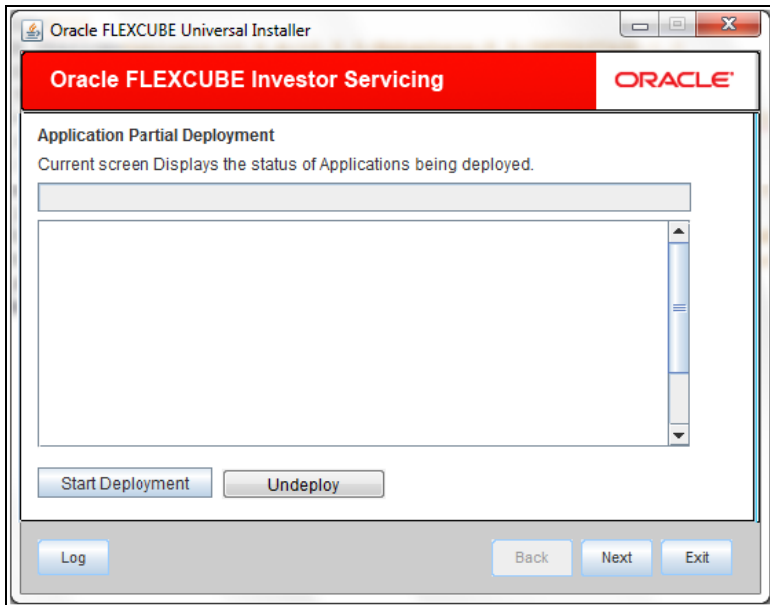 Oracle FLEXCUBE Universal Installer
Oracle FLEXCUBE Investor Servicing
ORACLE
Application Partial Deployment
Current screen Displays the status of Applications being deployed.
Start Deployment Undeploy
Log Back Next Exit